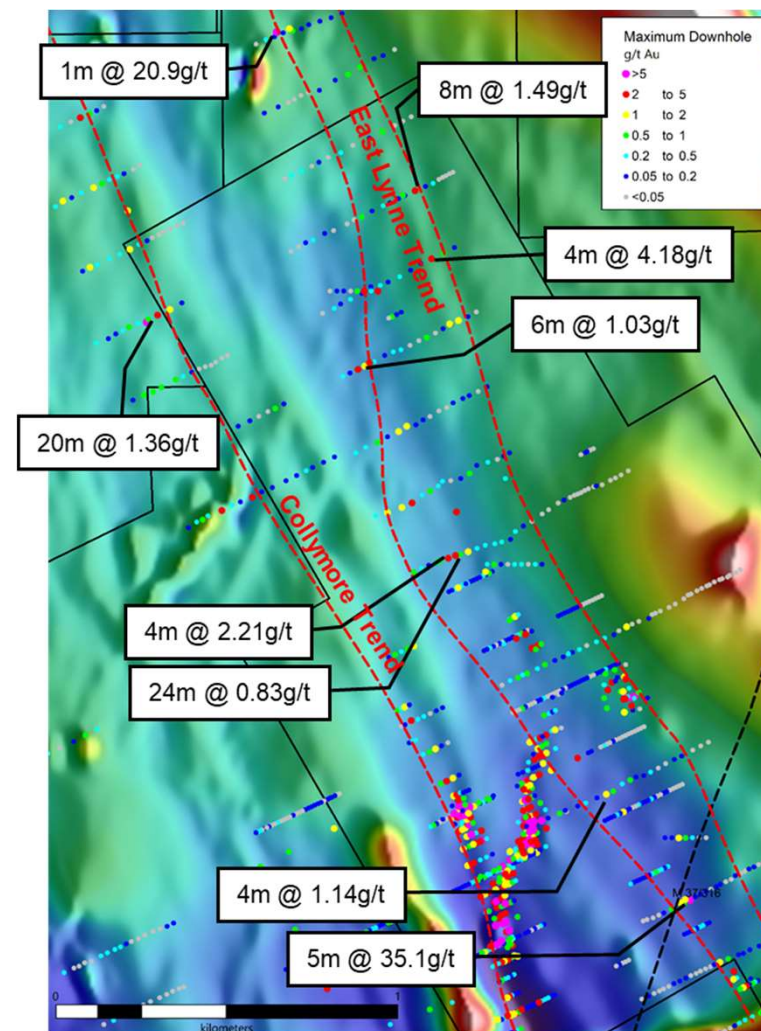 Maximum Downhole
g/t Au
>5
2 to 5
1 to 2
0.5 to 1
0.2 to 0.5
0.05 to 0.2
<0.05
1m @ 20.9g/t
8m @ 1.49g/t
East Lynne Trend
4m @ 4.18g/t
6m @ 1.03g/t
20m @ 1.36g/t
Collymore Trend
4m @ 2.21g/t
24m @ 0.83g/t
4m @ 1.14g/t
M 37/316
5m @ 35.1g/t
0 1
kilometers